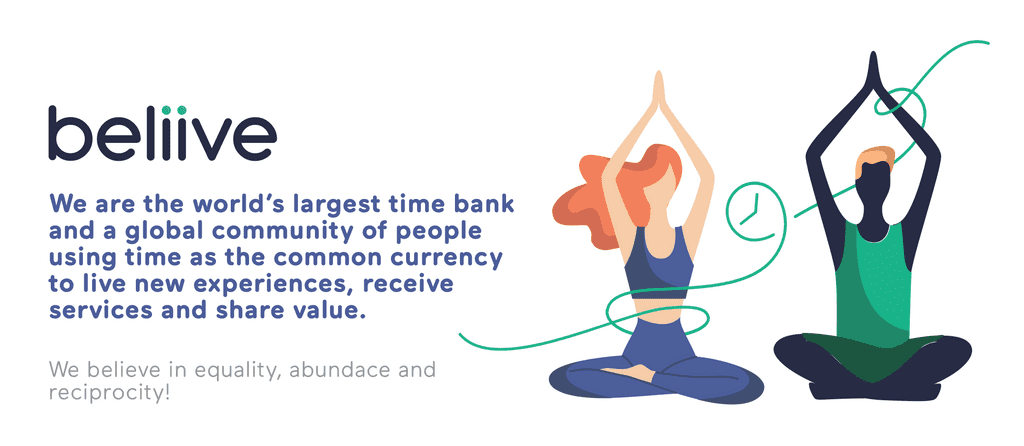 beliive
We are the world's largest time bank
and a global community of people
using time as the common currency
to live new experiences, receive
services and share value.
We believe in equality, abundace and
reciprocity!